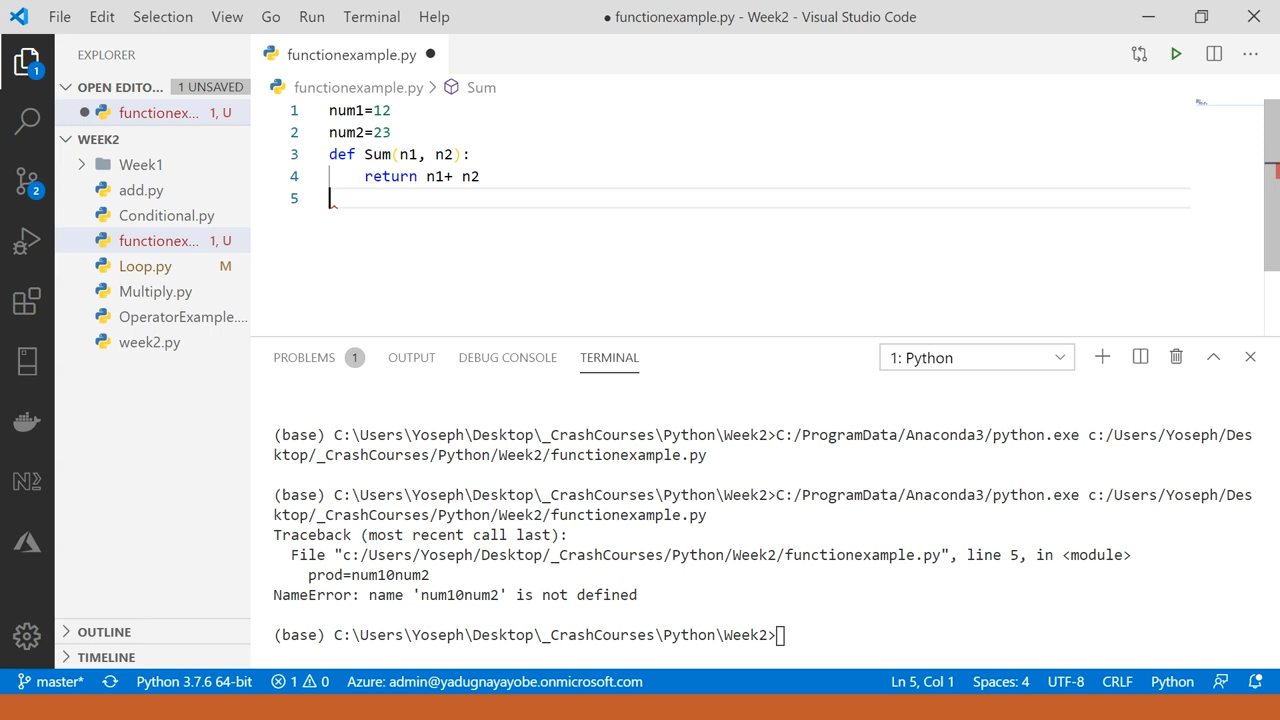 File Edit Selection View Go Run Terminal Help ● functionexample.py - Week2 - Visual Studio Code
EXPLORER
OPEN EDITO... 1 UNSAVED
functionex... 1, U
WEEK2
Week1
add.py
Conditional.py
functionex... 1, U
Loop.py M
Multiply.py
OperatorExample....
week2.py
OUTLINE
TIMELINE
1
2
functionexample.py ●
functionexample.py > Sum
1 num1=12
2 num2=23
3 def Sum(n1, n2):
4 return n1+ n2
5
PROBLEMS 1 OUTPUT DEBUG CONSOLE TERMINAL 1: Python
(base) C:\Users\Yoseph\Desktop\_CrashCourses\Python\Week2>C:/ProgramData/Anaconda3/python.exe c:/Users/Yoseph/Des
ktop/_CrashCourses/Python/Week2/functionexample.py
(base) C:\Users\Yoseph\Desktop\_CrashCourses\Python\Week2>C:/ProgramData/Anaconda3/python.exe c:/Users/Yoseph/Des
ktop/_CrashCourses/Python/Week2/functionexample.py
Traceback (most recent call last):
File "c:/Users/Yoseph/Desktop/_CrashCourses/Python/Week2/functionexample.py", line 5, in <module>
prod=num10num2
NameError: name 'num10num2' is not defined
(base) C:\Users\Yoseph\Desktop\_CrashCourses\Python\Week2>
master* Python 3.7.6 64-bit 1 0 Azure: admin@yadugnayayobe.onmicrosoft.com Ln 5, Col 1 Spaces: 4 UTF-8 CRLF Python